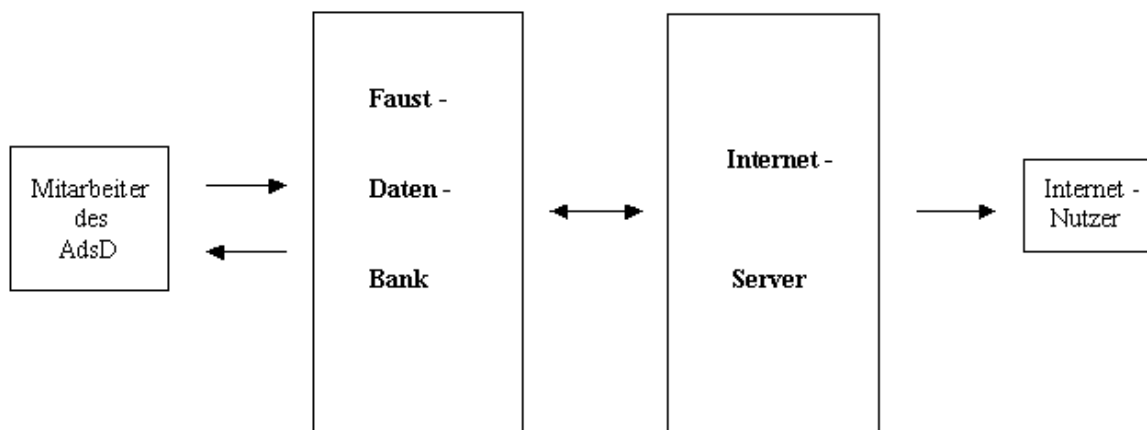 Mitarbeiter
des
AdsD
Faust -
Daten -
Bank
Internet -
Server
Internet -
Nutzer